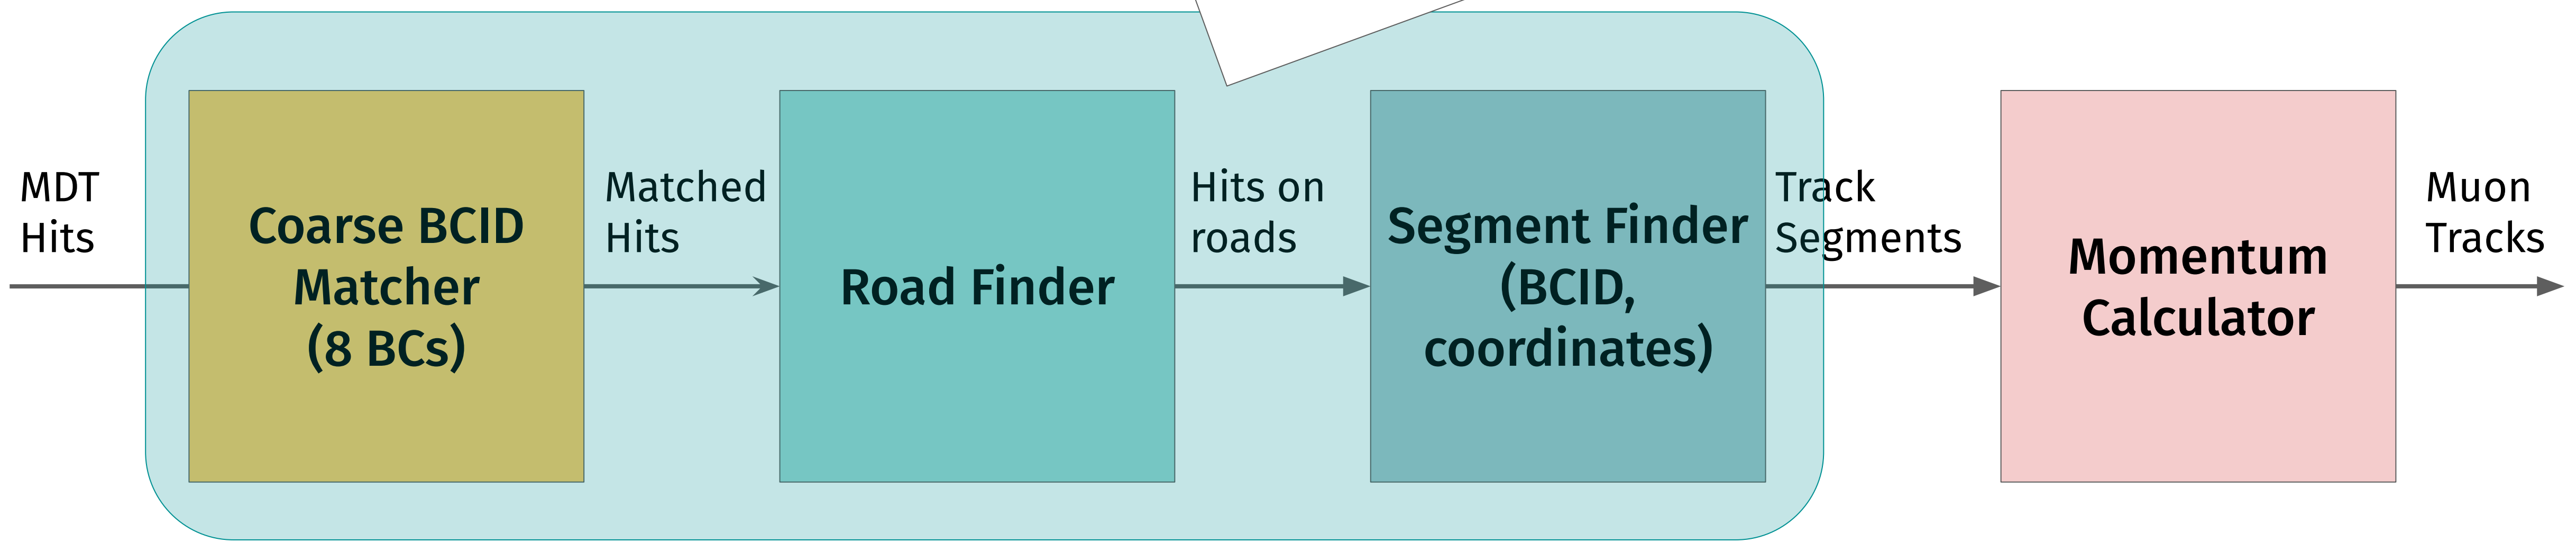 MDT
Hits
Coarse BCID
Matcher
(8 BCs)
Matched
Hits
Road Finder
Hits on
roads
Segment Finder
(BCID,
coordinates)
Track
Segments
Momentum
Calculator
Muon
Tracks